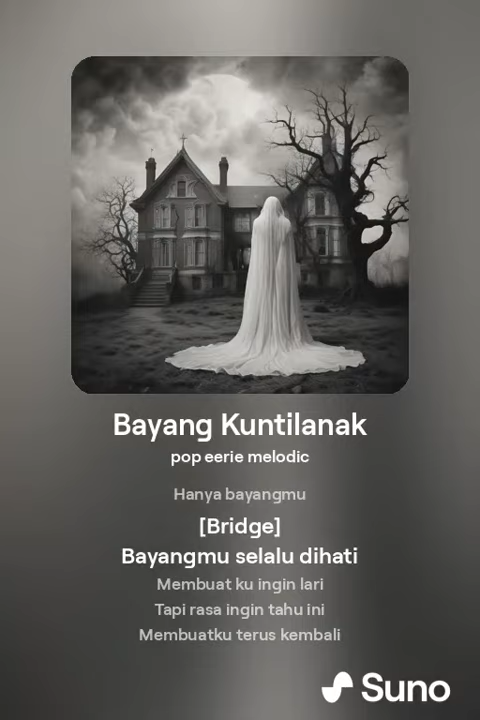 Bayang Kuntilanak
pop eerie melodic
Hanya bayangmu
[Bridge]
Bayangmu selalu dihati
Membuat ku ingin lari
Tapi rasa ingin tahu ini
Membuatku terus kembali
Suno